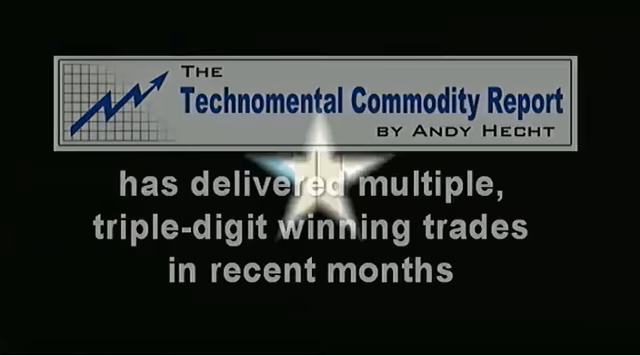 The
Technomental Commodity Report
by Andy Hecht
has delivered multiple,
triple-digit winning trades
in recent months